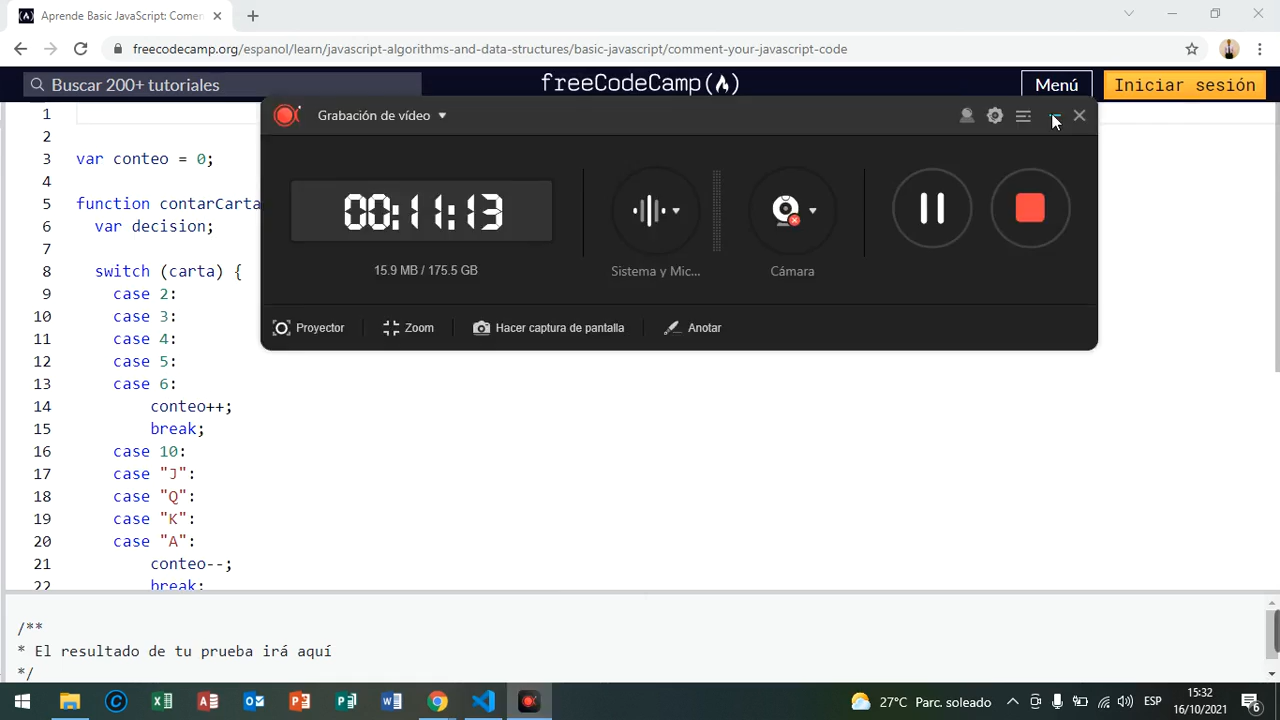 Aprende Basic JavaScript: Comen
freecodecamp.org/espanol/learn/javascript-algorithms-and-data-structures/basic-javascript/comment-your-javascript-code
Buscar 200+ tutoriales
freeCodeCamp
Menú
Iniciar sesión
Grabación de vídeo
00:11:13
15.9 MB / 175.5 GB
Sistema y Mic...
Cámara
Proyector
Zoom
Hacer captura de pantalla
Anotar
1
2
3 var conteo = 0;
4
5 function contarCarta
6 var decision;
7
8 switch (carta) {
9 case 2:
10 case 3:
11 case 4:
12 case 5:
13 case 6:
14 conteo++;
15 break;
16 case 10:
17 case "J":
18 case "Q":
19 case "K":
20 case "A":
21 conteo--;
22 break;
/**
* El resultado de tu prueba irá aquí
*/
27°C Parc. soleado
ESP
15:32
16/10/2021
6